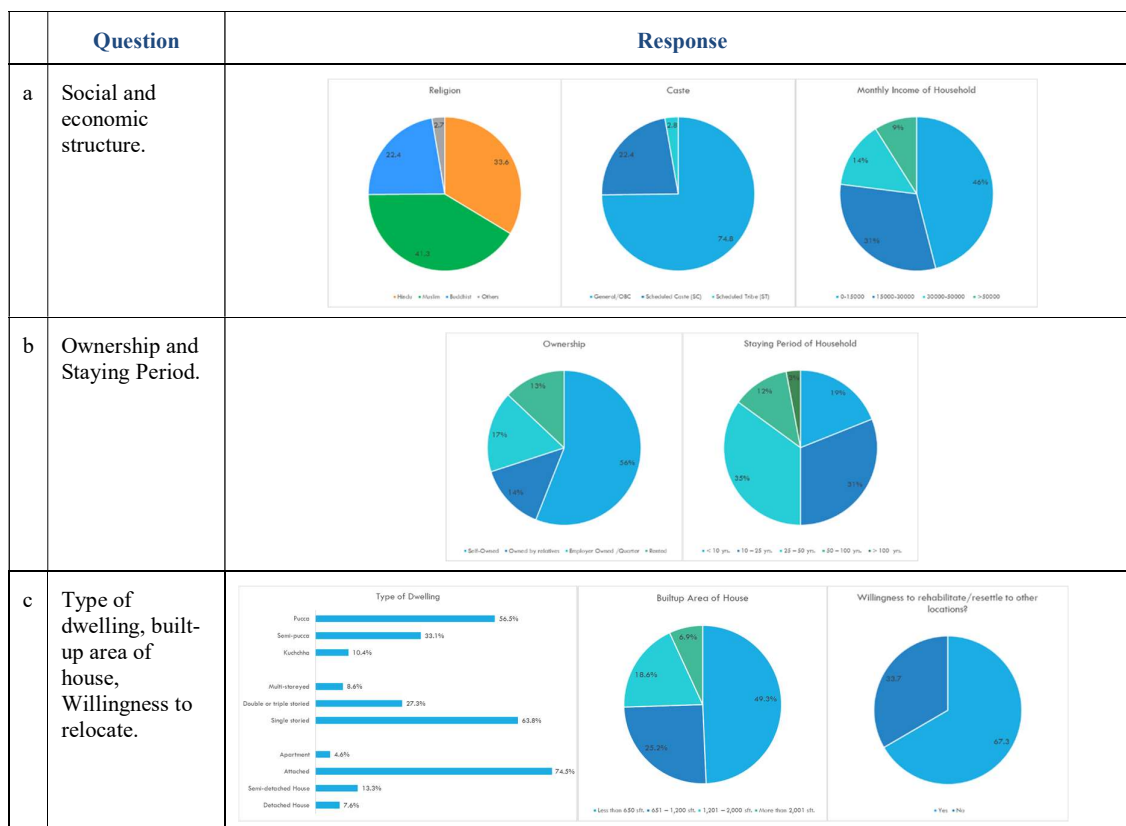 Question
Response
a
Social and
economic
structure.
Religion
2.7
22.4
33.6
41.3
Hindu Muslim Buddhist Others
Caste
2.8
22.4
74.8
General/OBC Scheduled Caste (SC) Scheduled Tribe (ST)
Monthly Income of Household
9%
14%
46%
31%
0-15000 15000-30000 30000-50000 >50000
b
Ownership and
Staying Period.
Ownership
13%
17%
56%
14%
Self-Owned Owned by relatives Employer Owned /Quarter Rented
Staying Period of Household
3%
12%
19%
35%
31%
< 10 yrs. 10 – 25 yrs. 25 – 50 yrs. 50 – 100 yrs. > 100 yrs.
c
Type of
dwelling, built-
up area of
house,
Willingness to
relocate.
Type of Dwelling
Pucca 56.5%
Semi-pucca 33.1%
Kuchchha 10.4%
Multi-storeyed 8.6%
Double or triple storied 27.3%
Single storied 63.8%
Apartment 4.6%
Attached 74.5%
Semi-detached House 13.3%
Detached House 7.6%
Builtup Area of House
6.9%
18.6%
49.3%
25.2%
Less than 650 sft. 651 – 1,200 sft. 1,201 – 2,000 sft. More than 2,001 sft.
Willingness to rehabilitate/resettle to other
locations?
67.3
Yes No